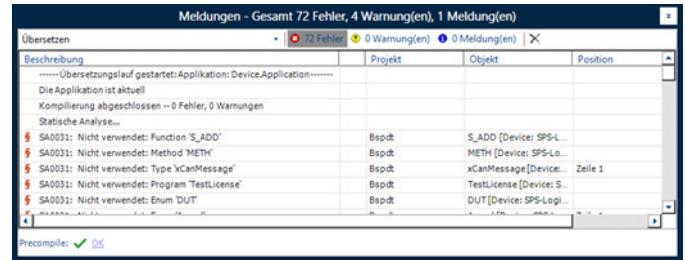 Meldungen - Gesamt 72 Fehler, 4 Warnung(en), 1 Meldung(en)
Übersetzen 72 Fehler 0 Warnung(en) 0 Meldung(en)
Beschreibung Projekt Objekt Position
------Übersetzungslauf gestartet: Applikation: Device.Application-------
Die Applikation ist aktuell
Kompilierung abgeschlossen -- 0 Fehler, 0 Warnungen
Statische Analyse...
SA0031: Nicht verwendet: Function 'S_ADD' Bspdt S_ADD [Device: SPS-L...
SA0031: Nicht verwendet: Method 'METH' Bspdt METH [Device: SPS-Lo...
SA0031: Nicht verwendet: Type 'xCanMessage' Bspdt xCanMessage [Device:... Zeile 1
SA0031: Nicht verwendet: Program 'TestLicense' Bspdt TestLicense [Device: S...
SA0031: Nicht verwendet: Enum 'DUT' Bspdt DUT [Device: SPS-Logi...
Precompile: OK